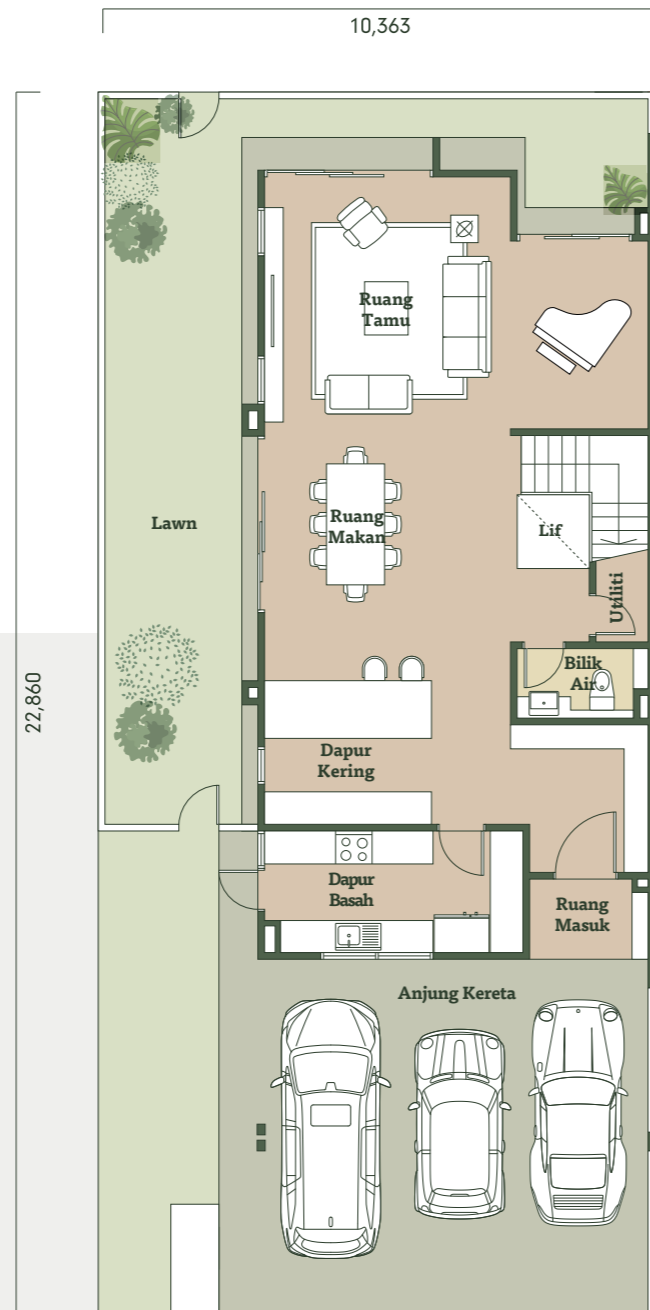 10,363
Ruang
Tamu
Lawn
Ruang
Makan
Lif
Utiliti
Bilik
Air
22,860
Dapur
Kering
Dapur
Basah
Ruang
Masuk
Anjung Kereta